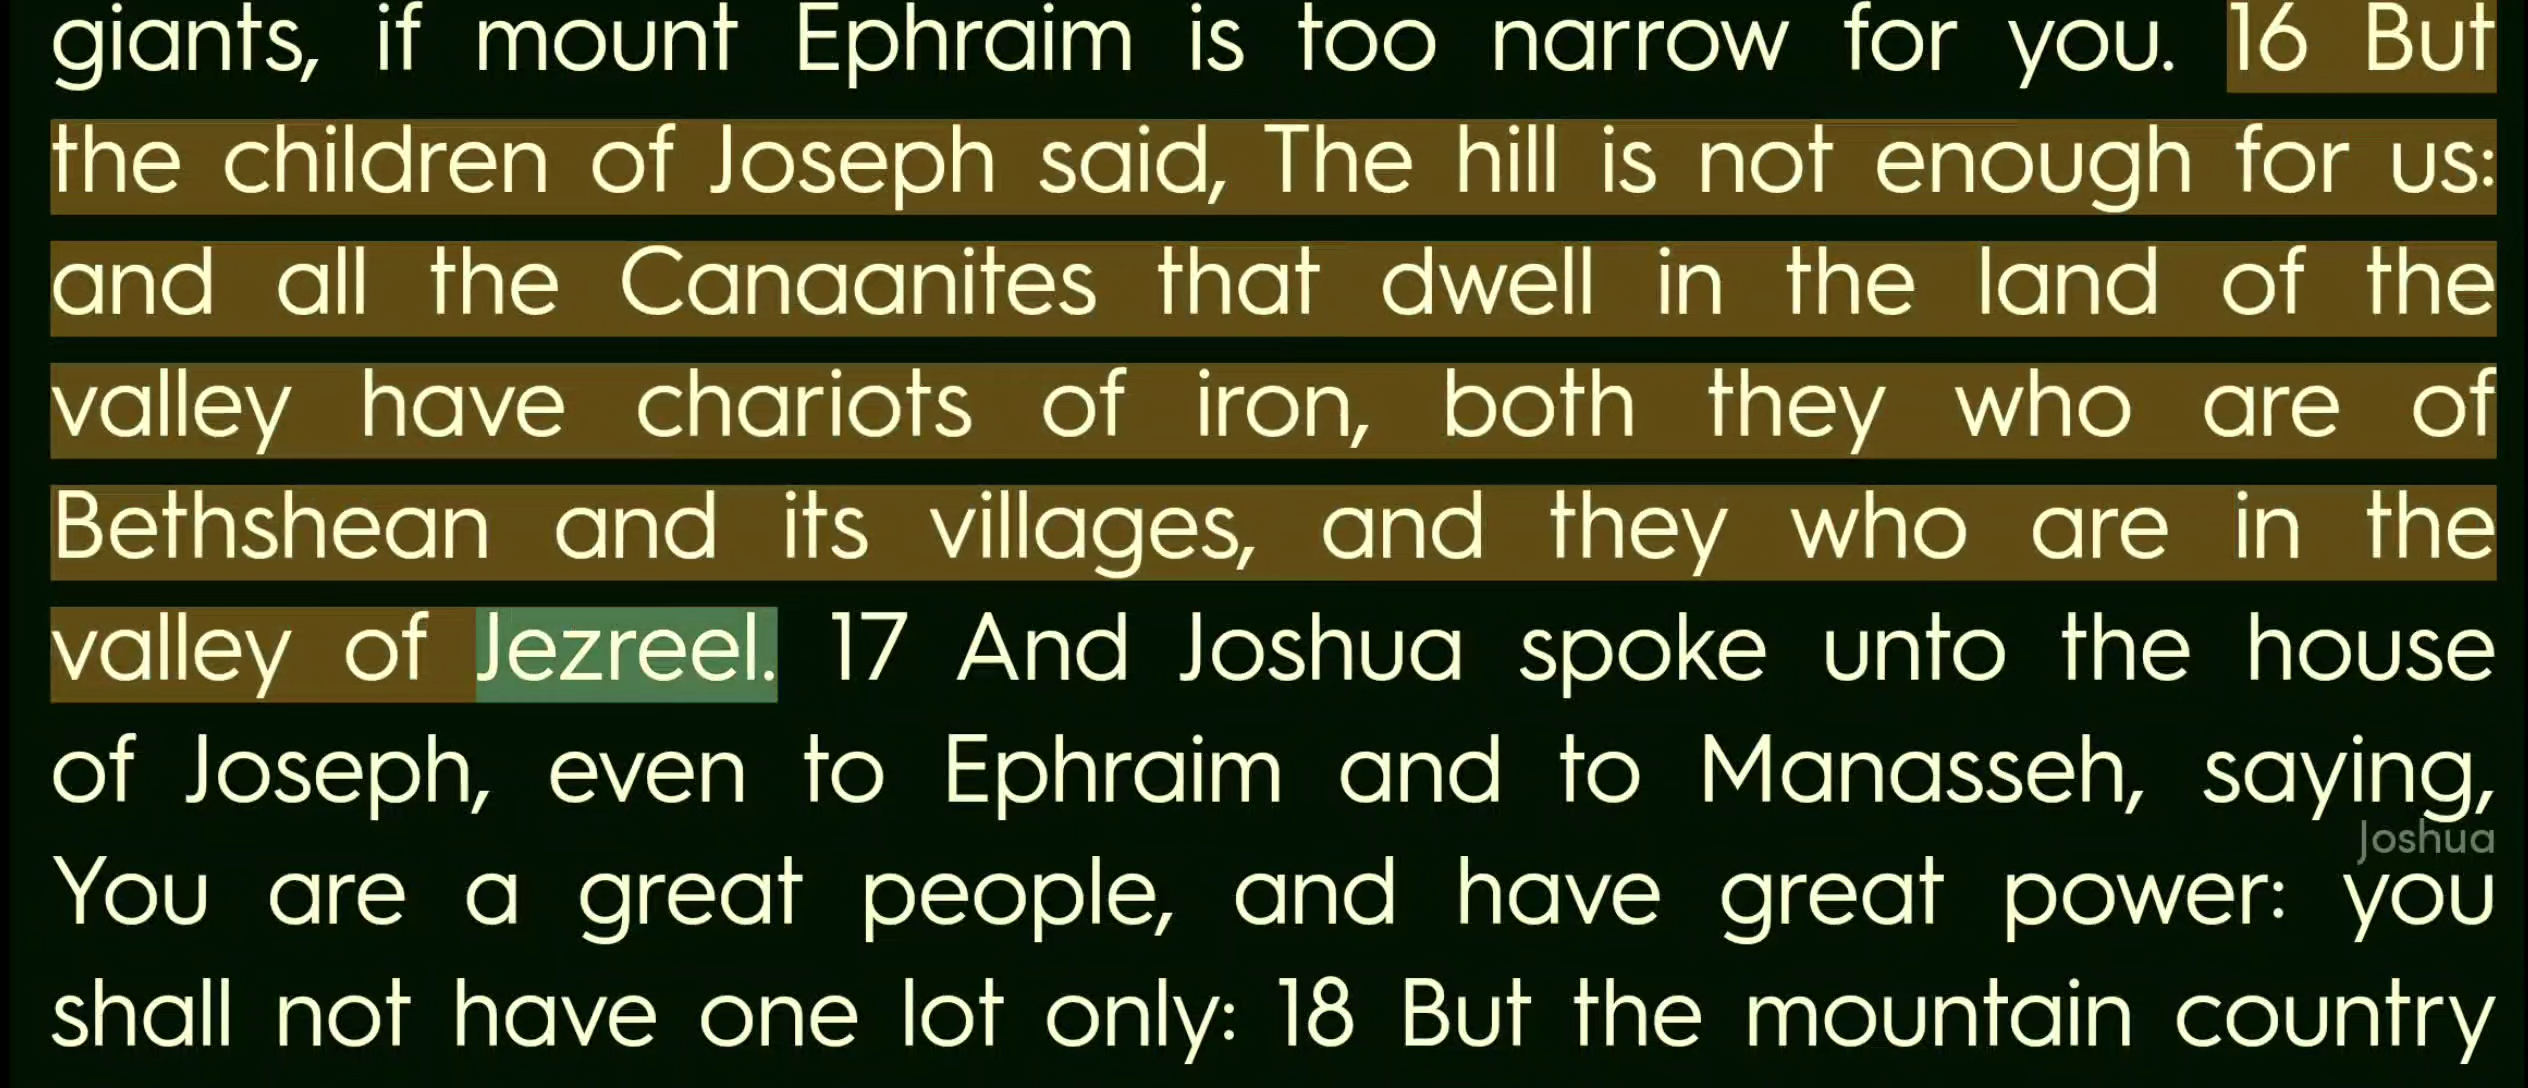 giants, if mount Ephraim is too narrow for you. 16 But
the children of Joseph said, The hill is not enough for us:
and all the Canaanites that dwell in the land of the
valley have chariots of iron, both they who are of
Bethshean and its villages, and they who are in the
valley of Jezreel. 17 And Joshua spoke unto the house
of Joseph, even to Ephraim and to Manasseh, saying,
Joshua
You are a great people, and have great power: you
shall not have one lot only: 18 But the mountain country